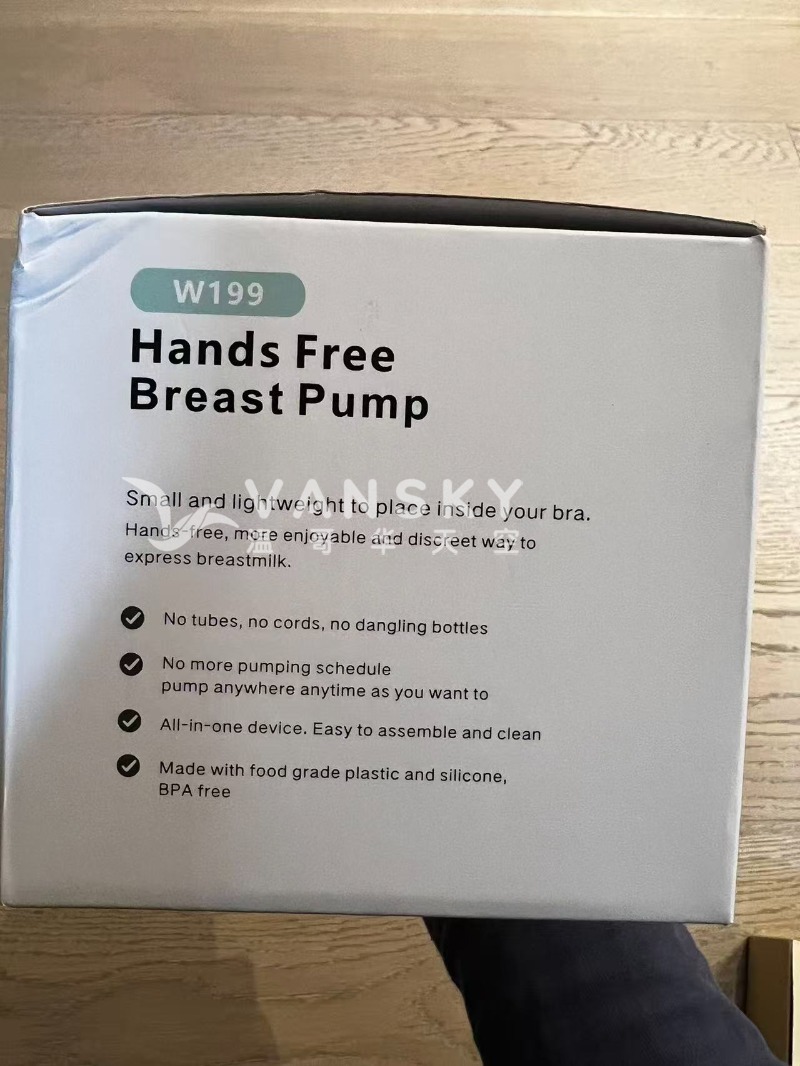 W199
Hands Free
Breast Pump
VANSKY
温哥华天空
Small and lightweight to place inside your bra.
Hands-free, more enjoyable and discreet way to
express breastmilk.
No tubes, no cords, no dangling bottles
No more pumping schedule
pump anywhere anytime as you want to
All-in-one device. Easy to assemble and clean
Made with food grade plastic and silicone,
BPA free